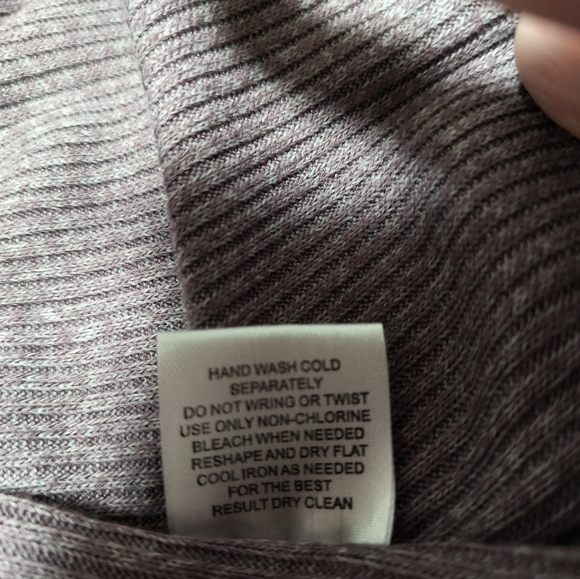 HAND WASH COLD
SEPARATELY
DO NOT WRING OR TWIST
USE ONLY NON-CHLORINE
BLEACH WHEN NEEDED
RESHAPE AND DRY FLAT
COOL IRON AS NEEDED
FOR THE BEST
RESULT DRY CLEAN